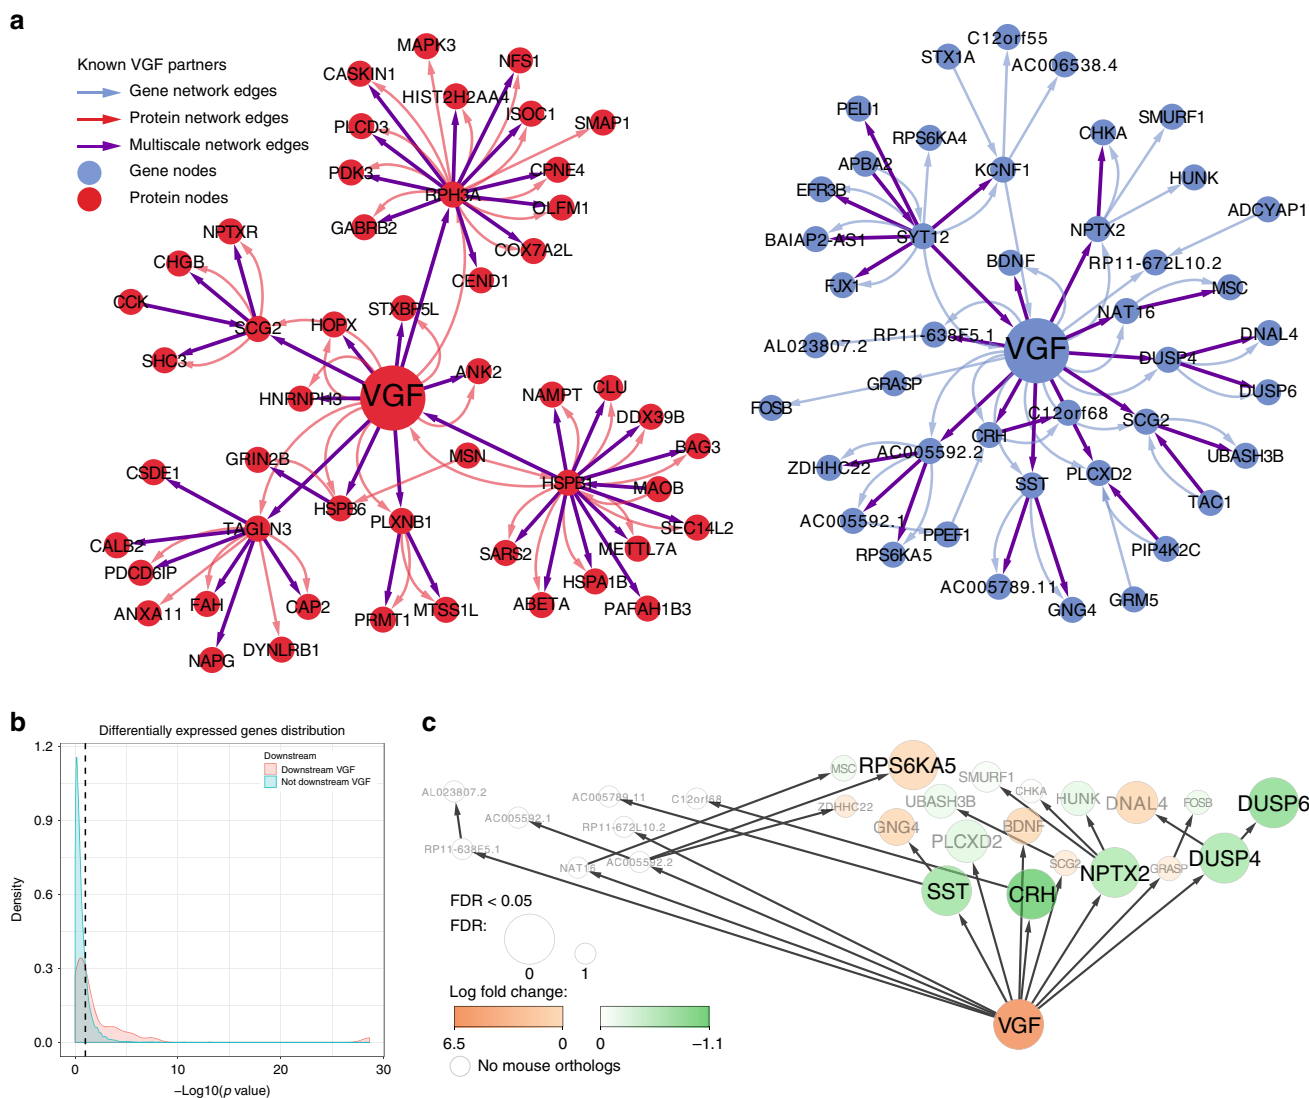 a
Known VGF partners
Gene network edges
Protein network edges
Multiscale network edges
Gene nodes
Protein nodes
MAPK3
CASKIN1
NFS1
HIST2H2AA4
ISOC1
SMAP1
PLCD3
PDK3
CPNE4
RPH3A
OLFM1
GABRB2
COX7A2L
CEND1
NPTXR
CHGB
CCK
SCG2
SHC3
HOPX
STXBP5L
ANK2
VGF
HNRNPH3
NAMPT
CLU
DDX39B
BAG3
MSN
GRIN2B
CSDE1
HSPB1
MAOB
HSPB6
PLXNB1
SEC14L2
TAGLN3
CALB2
PDCD6IP
SARS2
METTL7A
HSPA1B
ANXA11
FAH
CAP2
PRMT1
MTSS1L
ABETA
PAFAH1B3
NAPG
DYNLRB1
C12orf55
STX1A
AC006538.4
PELI1
RPS6KA4
CHKA
SMURF1
APBA2
KCNF1
EFR3B
HUNK
ADCYAP1
BAIAP2-AS1
SYT12
NPTX2
BDNF
RP11-672L10.2
FJX1
MSC
NAT16
RP11-638E5.1
AL023807.2
VGF
DNAL4
DUSP4
GRASP
DUSP6
FOSB
C12orf68
SCG2
CRH
AC005592.2
ZDHHC22
UBASH3B
PLCXD2
SST
TAC1
AC005592.1
PPEF1
RPS6KA5
PIP4K2C
AC005789.11
GRM5
GNG4
b
Differentially expressed genes distribution
Downstream
Downstream VGF
Not downstream VGF
1.2
0.9
0.6
0.3
0.0
Density
0
10
20
30
−Log10(p value)
c
MSC
RPS6KA5
SMURF1
AL023807.2
AC005789.11
C12orf68
ZDHHC22
UBASH3B
CHKA
HUNK
DNAL4
FOSB
DUSP6
AC005592.1
RP11-672L10.2
GNG4
BDNF
PLCXD2
RP11-638E5.1
NAT16
AC005592.2
SCG2
NPTX2
GRASP
DUSP4
SST
CRH
FDR < 0.05
FDR:
0
1
Log fold change:
6.5
0
0
−1.1
No mouse orthologs
VGF